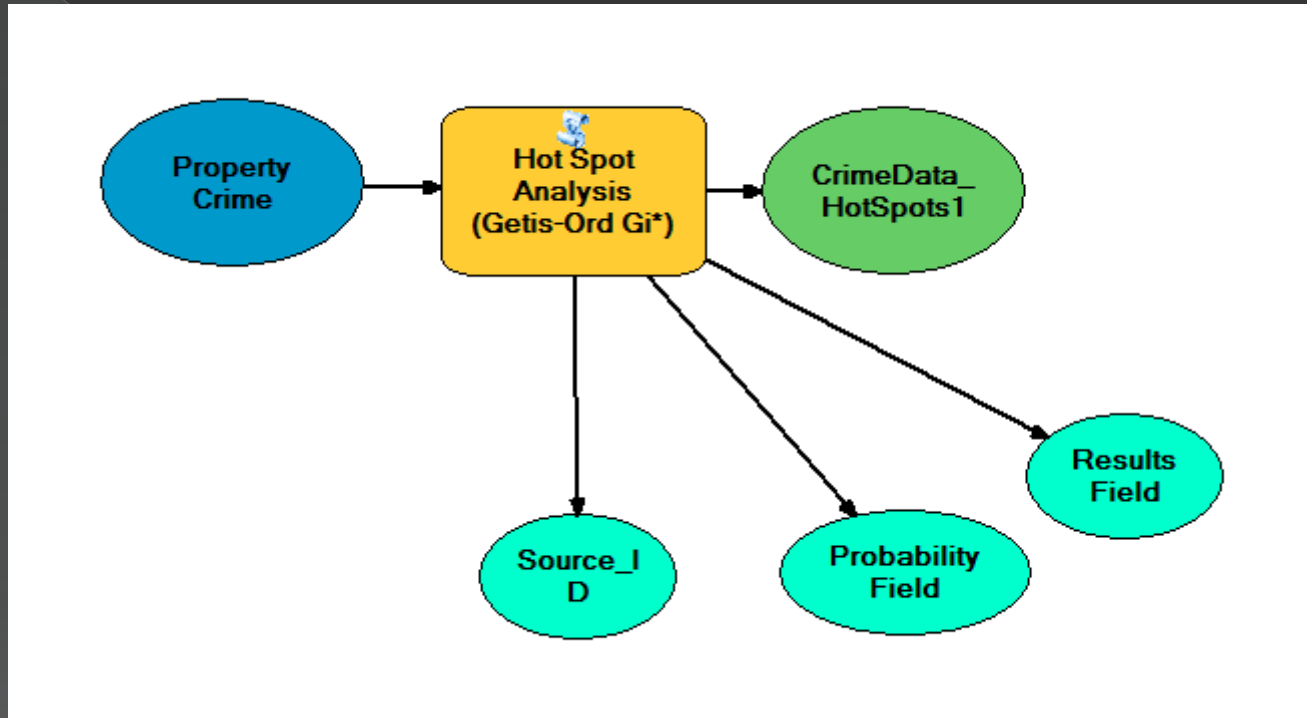 Property
Crime
Hot Spot
Analysis
(Getis-Ord Gi*)
CrimeData_
HotSpots1
Results
Field
Source_I
D
Probability
Field